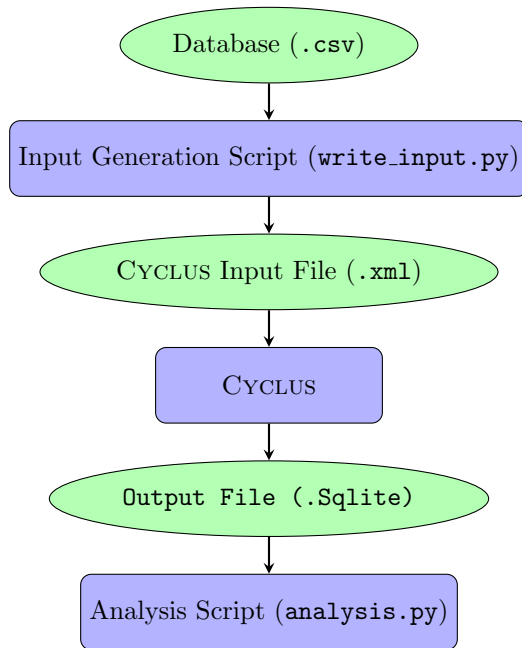 Database (.csv)
Input Generation Script (write_input.py)
CYCLUS Input File (.xml)
CYCLUS
Output File (.Sqlite)
Analysis Script (analysis.py)